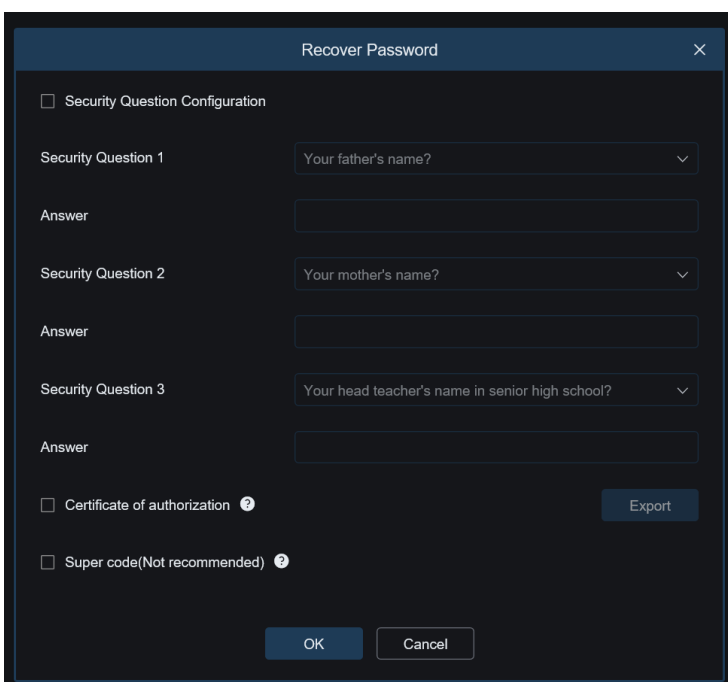 Recover Password
Security Question Configuration
Security Question 1
Your father's name?
Answer
Security Question 2
Your mother's name?
Answer
Security Question 3
Your head teacher's name in senior high school?
Answer
Certificate of authorization ?
Export
Super code(Not recommended) ?
OK
Cancel